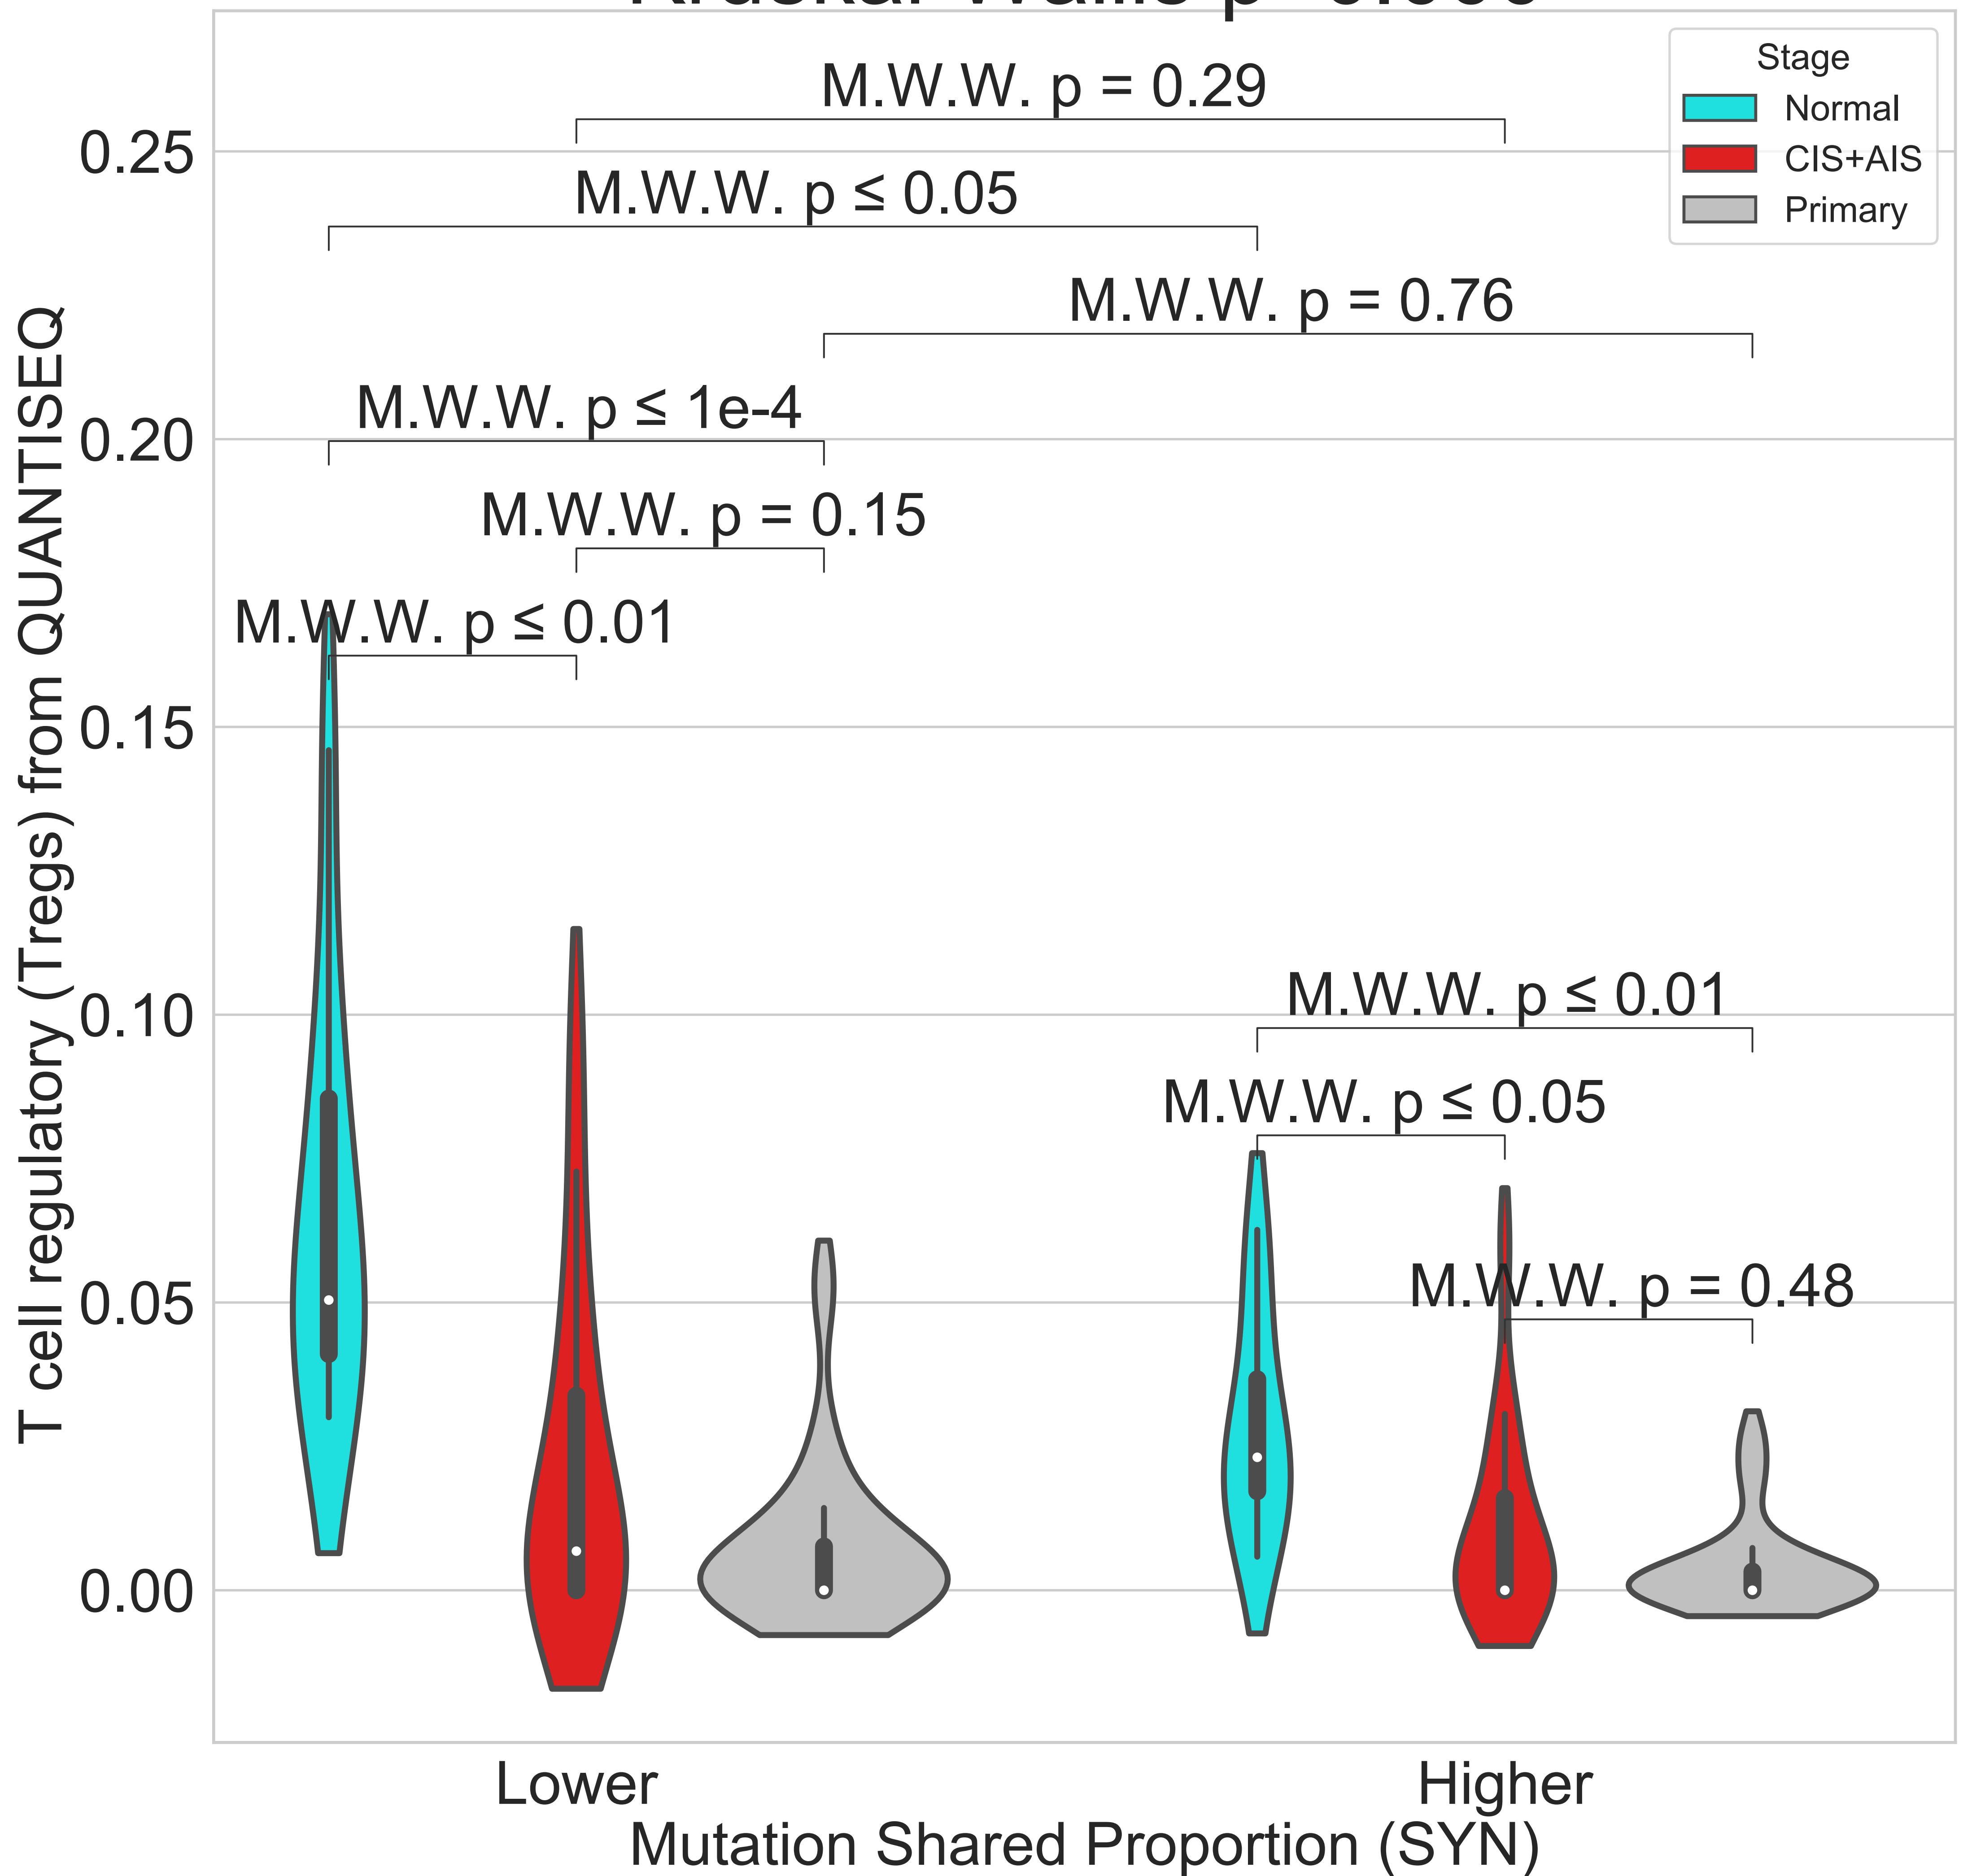 M.W.W. p = 0.29
M.W.W. p ≤ 0.05
M.W.W. p = 0.76
M.W.W. p ≤ 1e-4
M.W.W. p = 0.15
M.W.W. p ≤ 0.01
M.W.W. p ≤ 0.01
M.W.W. p ≤ 0.05
M.W.W. p = 0.48
Stage
Normal
CIS+AIS
Primary
T cell regulatory (Tregs) from QUANTISEQ
0.25
0.20
0.15
0.10
0.05
0.00
Lower
Higher
Mutation Shared Proportion (SYN)